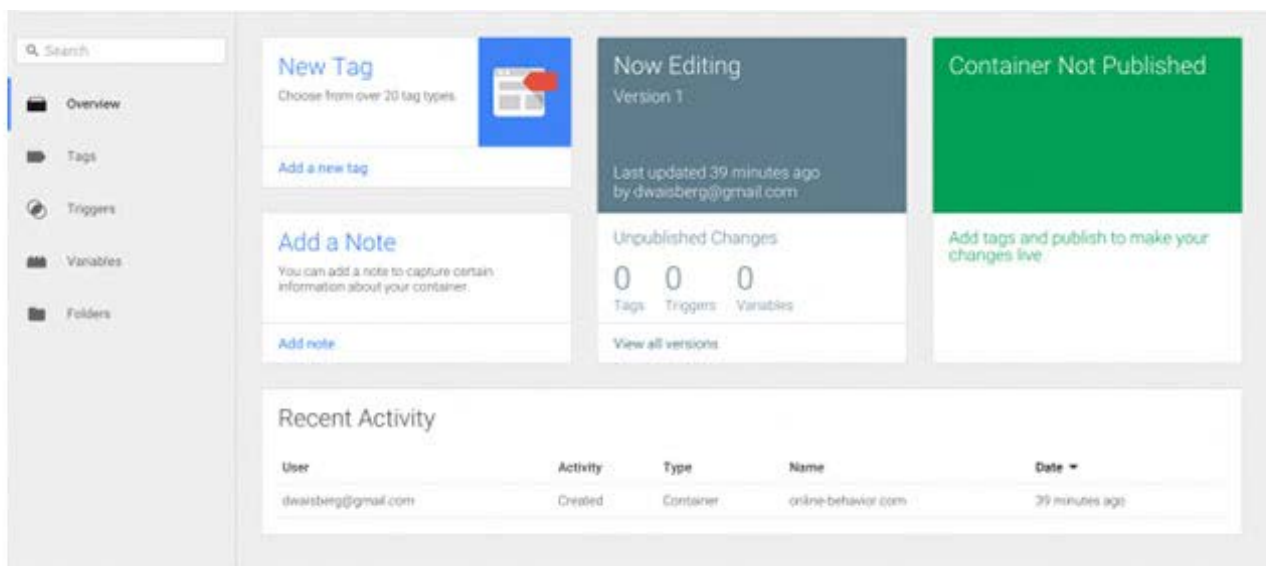 Search
Overview
Tags
Triggers
Variables
Folders
New Tag
Choose from over 20 tag types.
Add a new tag
Add a Note
You can add a note to capture certain
information about your container.
Add note
Now Editing
Version 1
Last updated 39 minutes ago
by dwaisberg@gmail.com
Unpublished Changes
0 0 0
Tags Triggers Variables
View all versions
Container Not Published
Add tags and publish to make your
changes live
Recent Activity
User Activity Type Name Date
dwaisberg@gmail.com Created Container online-behavior.com 39 minutes ago